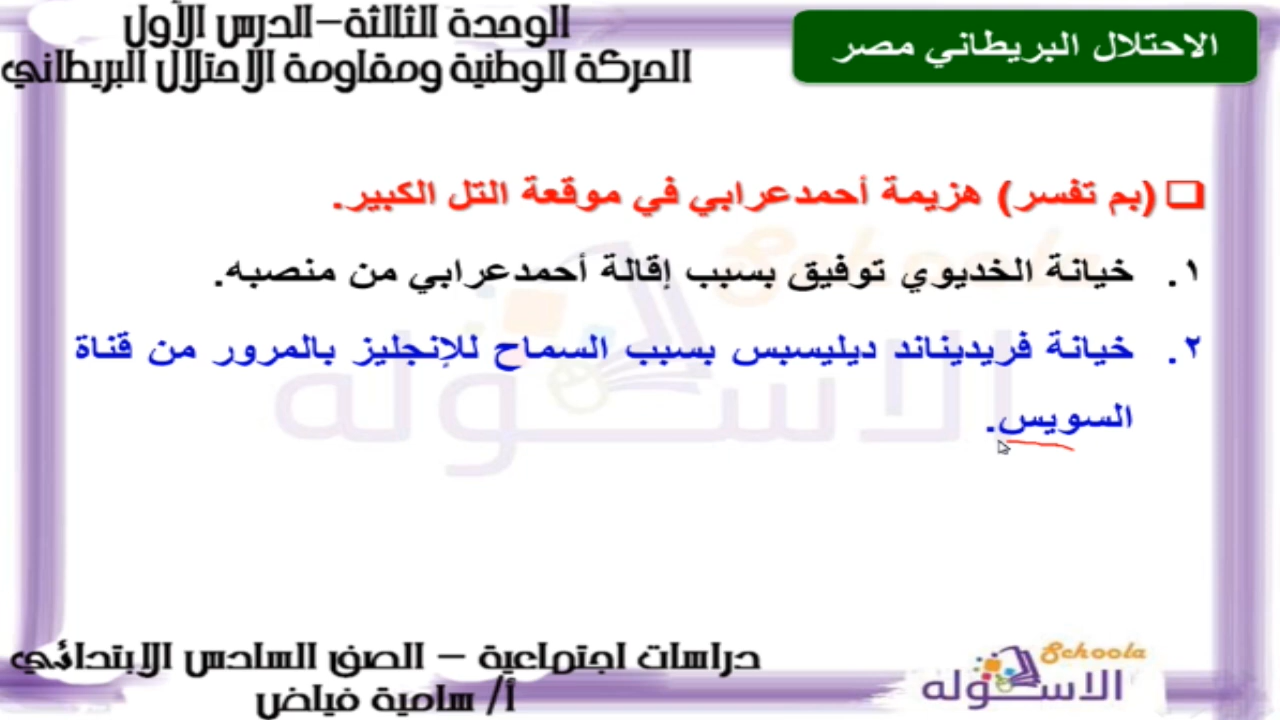 الوحدة الثالثة-الدرس الأول
الحركة الوطنية ومقاومة الاحتلال البريطاني
الاحتلال البريطاني مصر
(بم تفسر) هزيمة أحمدعرابي في موقعة التل الكبير.
١. خيانة الخديوي توفيق بسبب إقالة أحمدعرابي من منصبه.
٢. خيانة فريديناند ديليسبس بسبب السماح للإنجليز بالمرور من قناة
السويس.
Schoola
الاسكوله
دراسات اجتماعية – الصف السادس الابتدائي
أ/ سامية فياض
Schoola
الاسكوله